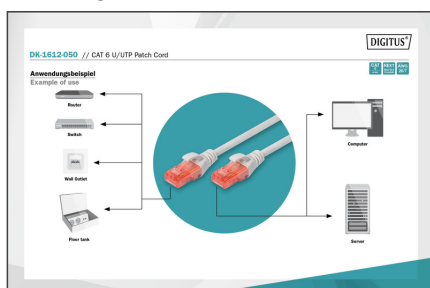 DIGITUS®
DK-1612-050 // CAT 6 U/UTP Patch Cord
Anwendungsbeispiel
Example of use
Router
Switch
Wall Outlet
Floor tank
Computer
Server